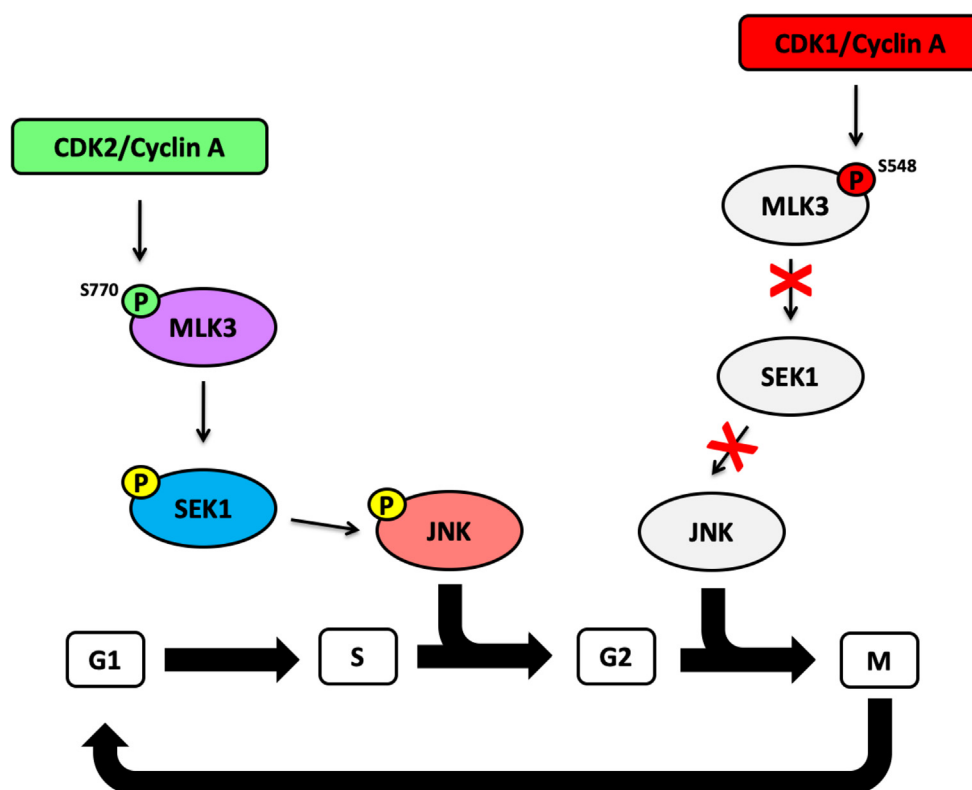 CDK1/Cyclin A
CDK2/Cyclin A
P
S548
MLK3
S770
P
MLK3
SEK1
P
SEK1
P
JNK
JNK
G1
S
G2
M